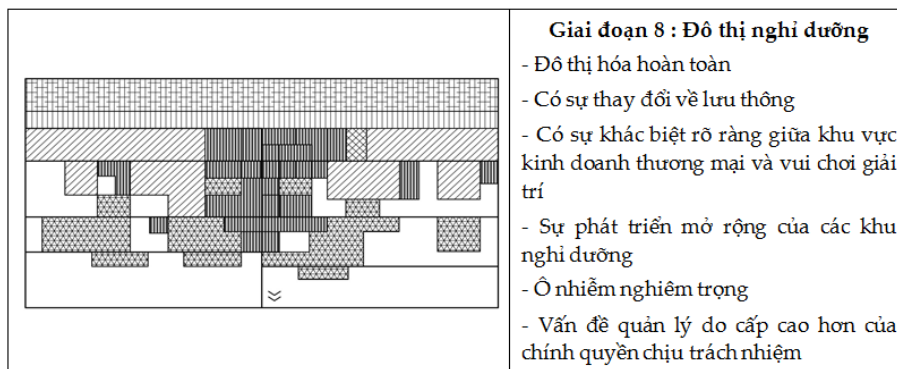 Giai đoạn 8 : Đô thị nghỉ dưỡng
- Đô thị hóa hoàn toàn
- Có sự thay đổi về lưu thông
- Có sự khác biệt rõ ràng giữa khu vực
kinh doanh thương mại và vui chơi giải
trí
- Sự phát triển mở rộng của các khu
nghỉ dưỡng
- Ô nhiễm nghiêm trọng
- Vấn đề quản lý do cấp cao hơn của
chính quyền chịu trách nhiệm